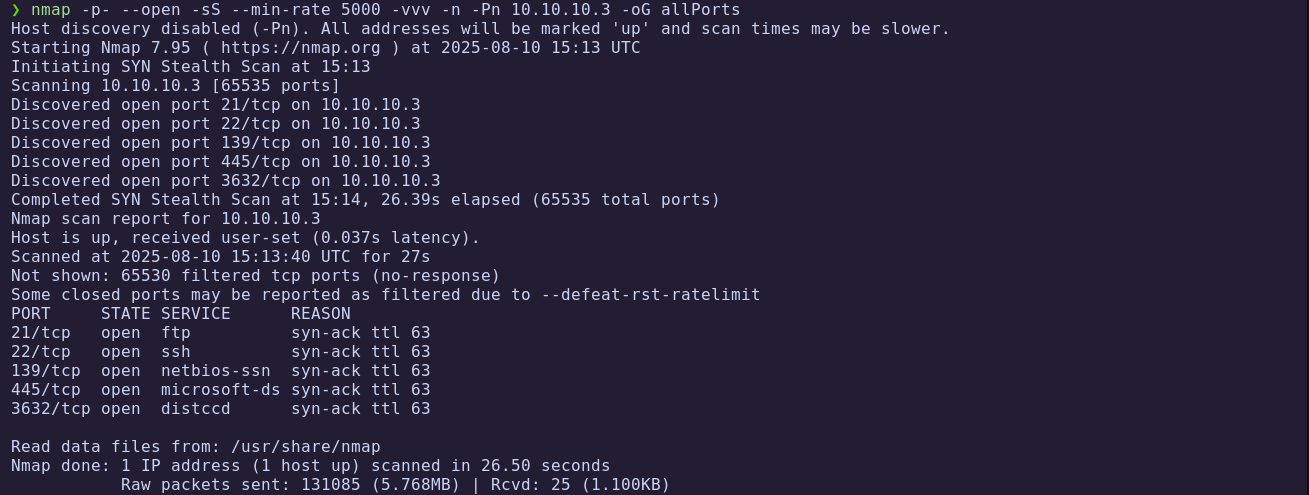 ❯ nmap -p- --open -sS --min-rate 5000 -vvv -n -Pn 10.10.10.3 -oG allPorts
Host discovery disabled (-Pn). All addresses will be marked 'up' and scan times may be slower.
Starting Nmap 7.95 ( https://nmap.org ) at 2025-08-10 15:13 UTC
Initiating SYN Stealth Scan at 15:13
Scanning 10.10.10.3 [65535 ports]
Discovered open port 21/tcp on 10.10.10.3
Discovered open port 22/tcp on 10.10.10.3
Discovered open port 139/tcp on 10.10.10.3
Discovered open port 445/tcp on 10.10.10.3
Discovered open port 3632/tcp on 10.10.10.3
Completed SYN Stealth Scan at 15:14, 26.39s elapsed (65535 total ports)
Nmap scan report for 10.10.10.3
Host is up, received user-set (0.037s latency).
Scanned at 2025-08-10 15:13:40 UTC for 27s
Not shown: 65530 filtered tcp ports (no-response)
Some closed ports may be reported as filtered due to --defeat-rst-ratelimit
PORT     STATE SERVICE      REASON
21/tcp   open  ftp          syn-ack ttl 63
22/tcp   open  ssh          syn-ack ttl 63
139/tcp  open  netbios-ssn  syn-ack ttl 63
445/tcp  open  microsoft-ds syn-ack ttl 63
3632/tcp open  distccd      syn-ack ttl 63

Read data files from: /usr/share/nmap
Nmap done: 1 IP address (1 host up) scanned in 26.50 seconds
           Raw packets sent: 131085 (5.768MB) | Rcvd: 25 (1.100KB)